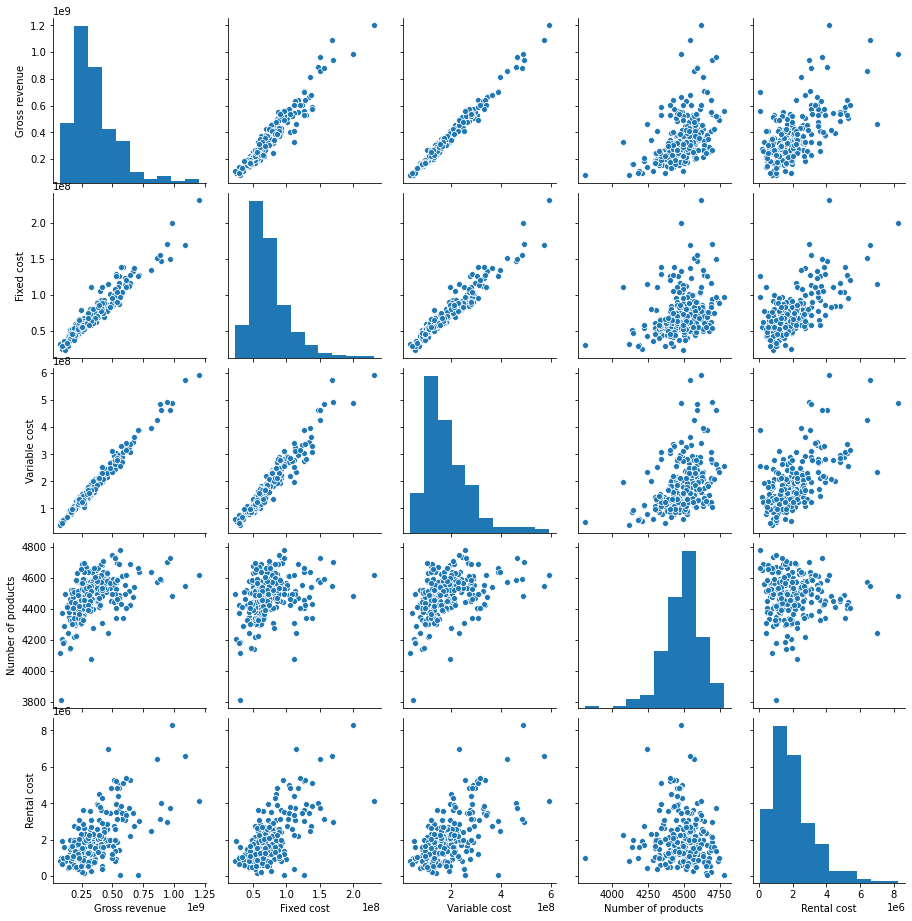 1e9
Gross revenue
1.2
1.0
0.8
0.6
0.4
0.2
1e8
Fixed cost
2.0
1.5
1.0
0.5
1e8
Variable cost
6
5
4
3
2
1
Number of products
4800
4600
4400
4200
4000
3800
1e6
Rental cost
8
6
4
2
0
0.25 0.50 0.75 1.00 1.25
Gross revenue 1e9
0.5 1.0 1.5 2.0
Fixed cost 1e8
2 4 6
Variable cost 1e8
4000 4250 4500 4750
Number of products
0 2 4 6 8
Rental cost 1e6